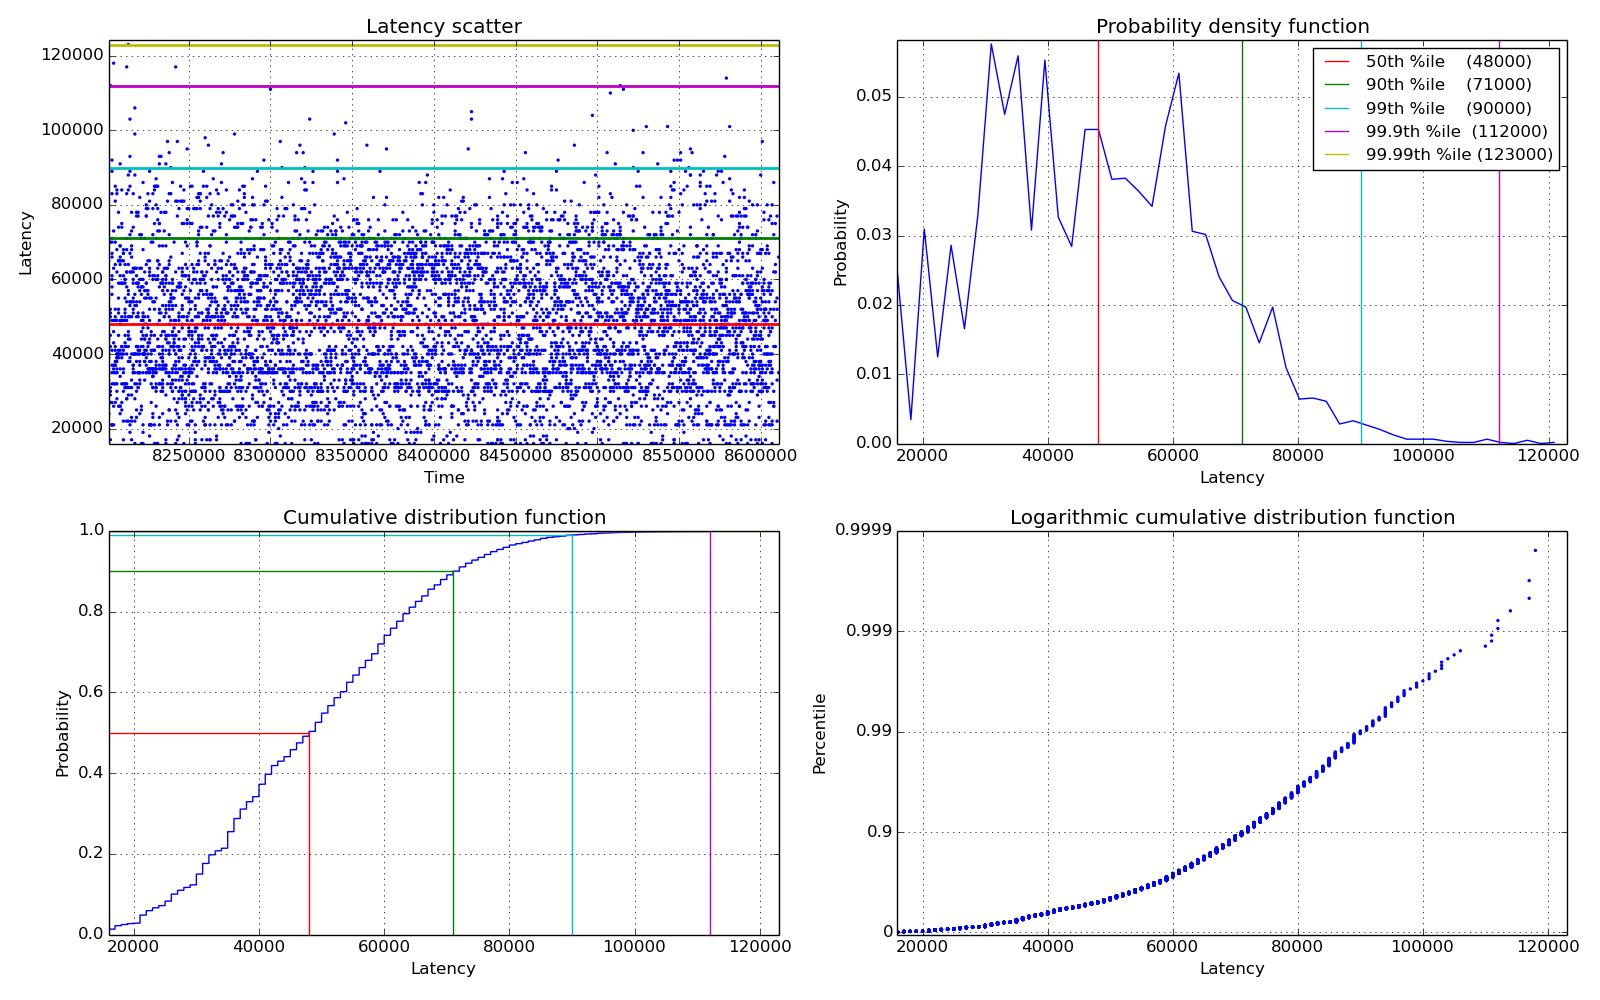 Latency scatter
120000
100000
80000
60000
40000
20000
Latency
8250000 8300000 8350000 8400000 8450000 8500000 8550000 8600000
Time
Probability density function
50th %ile (48000)
90th %ile (71000)
99th %ile (90000)
99.9th %ile (112000)
99.99th %ile (123000)
0.05
0.04
0.03
0.02
0.01
0.00
Probability
20000 40000 60000 80000 100000 120000
Latency
Cumulative distribution function
1.0
0.8
0.6
0.4
0.2
0.0
Probability
20000 40000 60000 80000 100000 120000
Latency
Logarithmic cumulative distribution function
0.9999
0.999
0.99
0.9
0
Percentile
20000 40000 60000 80000 100000 120000
Latency